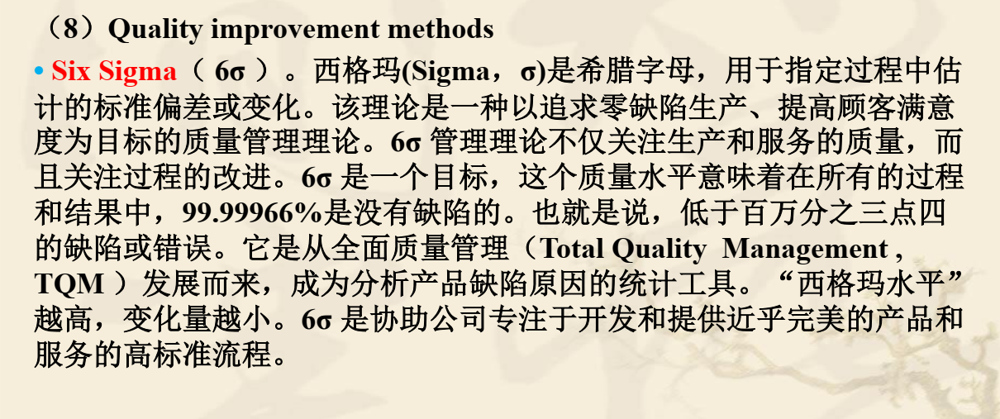 （8）Quality improvement methods
• Six Sigma（ 6σ ）。西格玛(Sigma，σ)是希腊字母，用于指定过程中估
计的标准偏差或变化。该理论是一种以追求零缺陷生产、提高顾客满意
度为目标的质量管理理论。6σ 管理理论不仅关注生产和服务的质量，而
且关注过程的改进。6σ 是一个目标，这个质量水平意味着在所有的过程
和结果中，99.99966%是没有缺陷的。也就是说，低于百万分之三点四
的缺陷或错误。它是从全面质量管理（Total Quality Management ,
TQM ）发展而来，成为分析产品缺陷原因的统计工具。“西格玛水平”
越高，变化量越小。6σ 是协助公司专注于开发和提供近乎完美的产品和
服务的高标准流程。